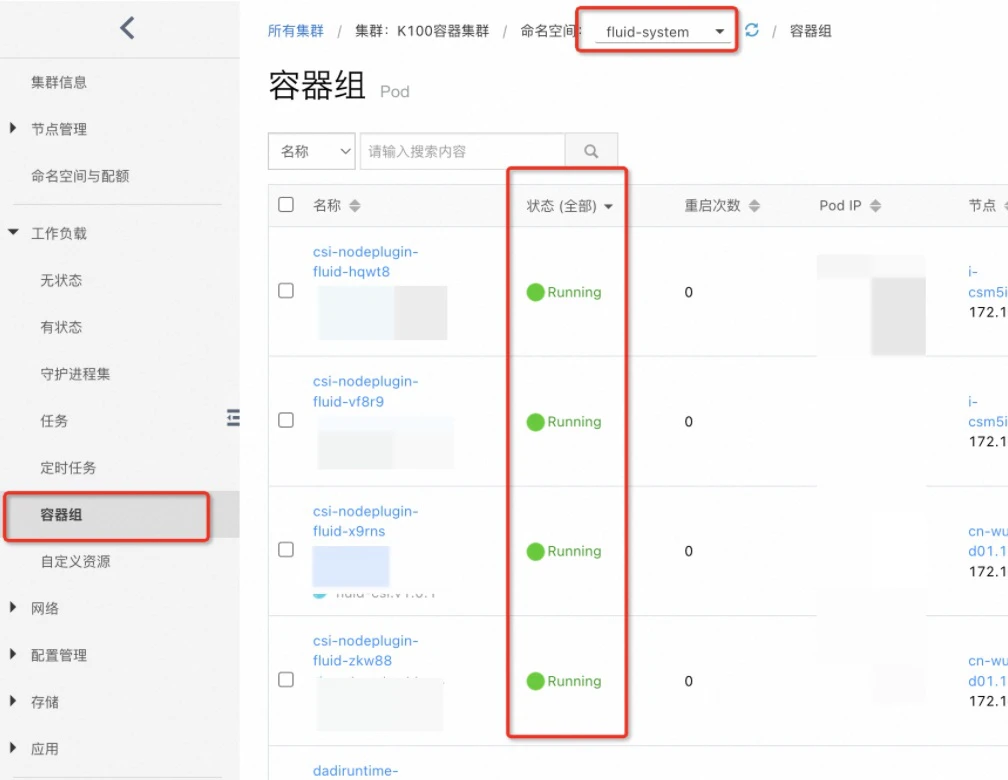 所有集群 / 集群：K100容器集群 / 命名空间： fluid-system / 容器组
容器组 Pod
集群信息
节点管理
命名空间与配额
工作负载
无状态
有状态
守护进程集
任务
定时任务
容器组
自定义资源
网络
配置管理
存储
应用
名称 请输入搜索内容
名称 状态 (全部) 重启次数 Pod IP 节点
csi-nodeplugin-
fluid-hqwt8
Running 0
i-
csm5i
172.1
csi-nodeplugin-
fluid-vf8r9
Running 0
i-
csm5i
172.1
csi-nodeplugin-
fluid-x9rns
Running 0
cn-wu
d01.1
172.1
csi-nodeplugin-
fluid-zkw88
Running 0
cn-wu
d01.1
172.1
dadiruntime-